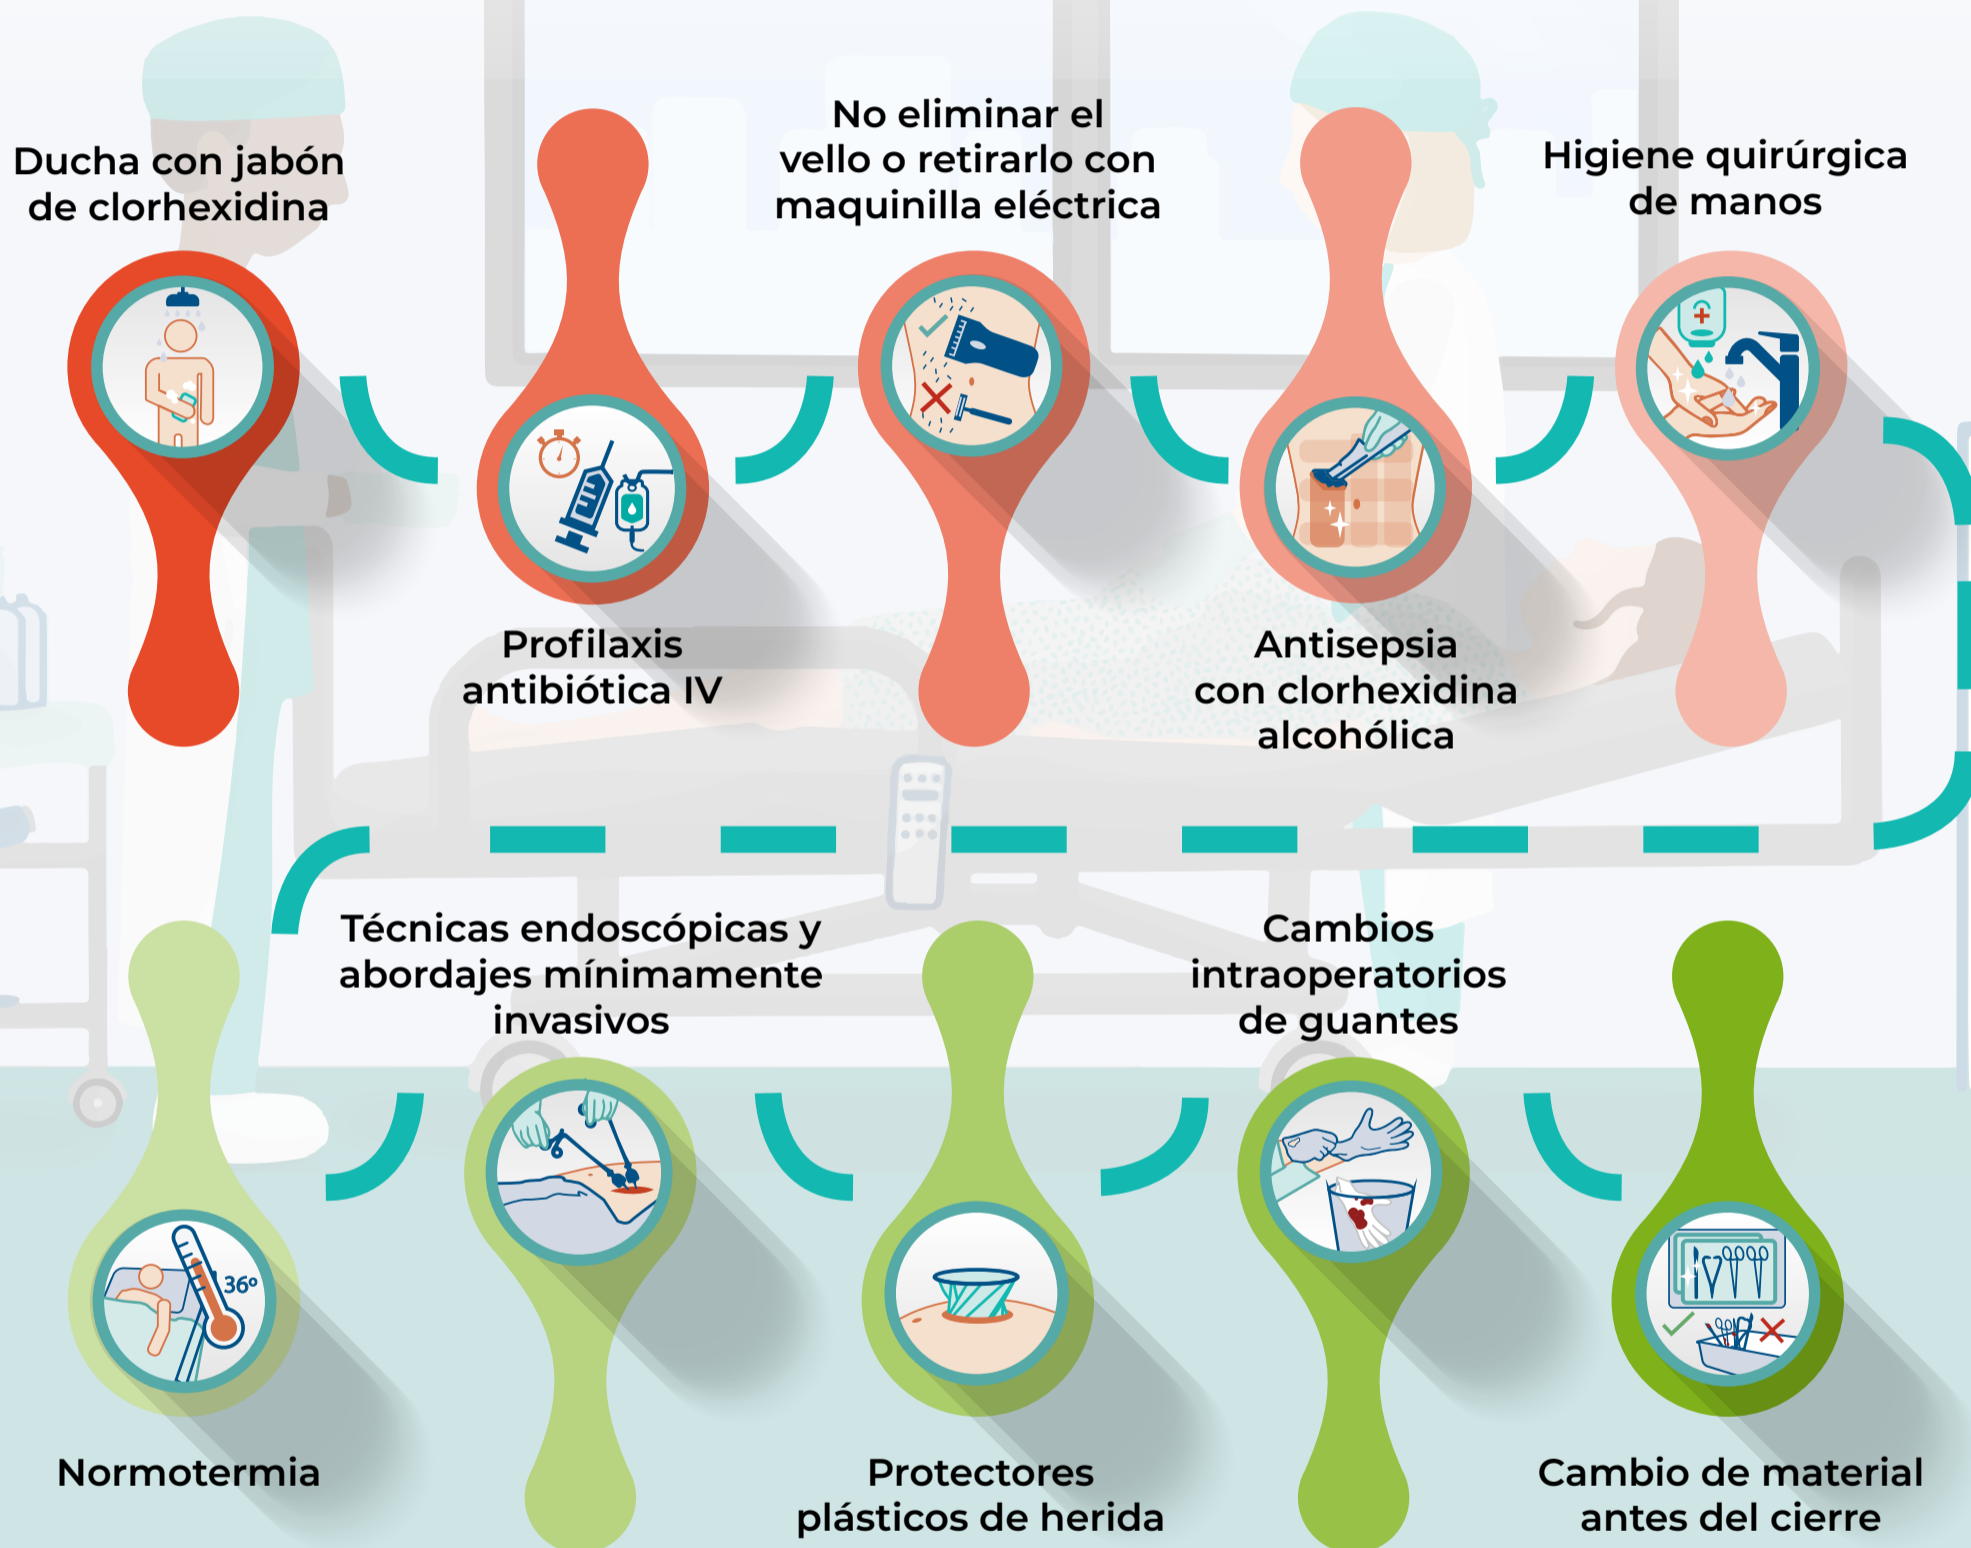 Ducha con jabón
de clorhexidina
Profilaxis
antibiótica IV
No eliminar el
vello o retirarlo con
maquinilla eléctrica
Antisepsia
con clorhexidina
alcohólica
Higiene quirúrgica
de manos
Normotermia
36º
Técnicas endoscópicas y
abordajes mínimamente
invasivos
Protectores
plásticos de herida
Cambios
intraoperatorios
de guantes
Cambio de material
antes del cierre